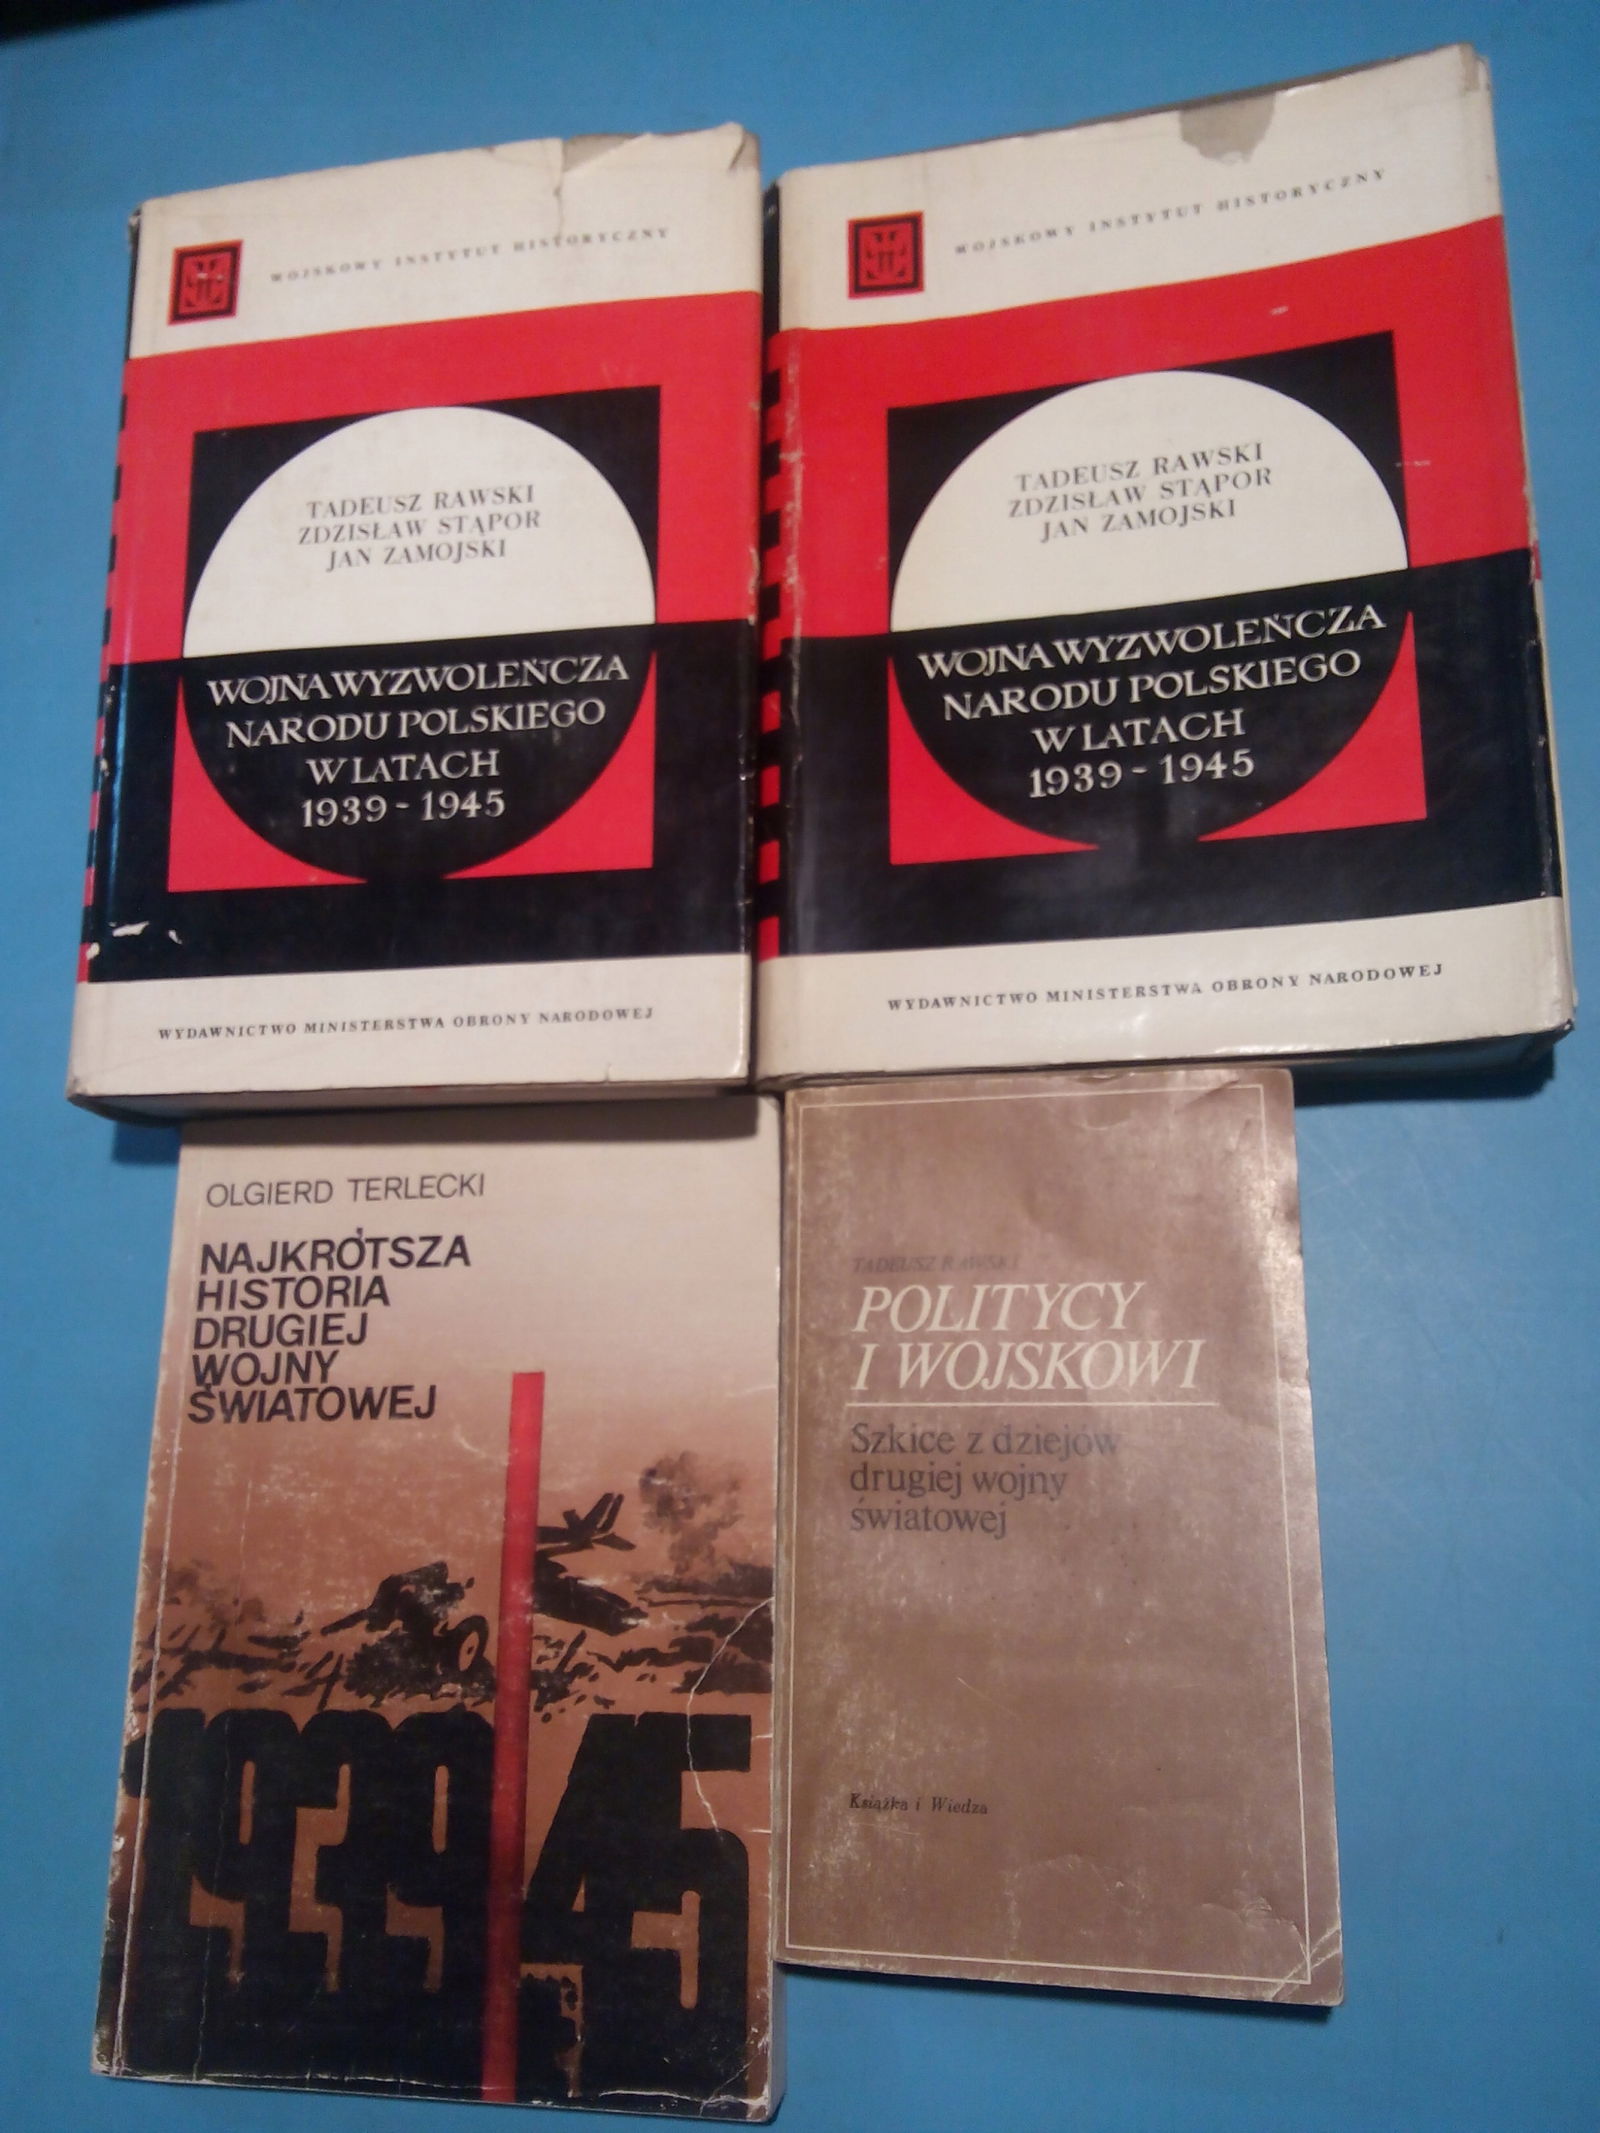 WOJSKOWY INSTYTUT HISTORYCZNY
TADEUSZ RAWSKI
ZDZISŁAW STĄPOR
JAN ZAMOJSKI
WOJNA WYZWOLEŃCZA
NARODU POLSKIEGO
W LATACH
1939-1945
WYDAWNICTWO MINISTERSTWA OBRONY NARODOWEJ
WOJSKOWY INSTYTUT HISTORYCZNY
TADEUSZ RAWSKI
ZDZISŁAW STĄPOR
JAN ZAMOJSKI
WOJNA WYZWOLEŃCZA
NARODU POLSKIEGO
W LATACH
1939-1945
WYDAWNICTWO MINISTERSTWA OBRONY NARODOWEJ
OLGIERD TERLECKI
NAJKRÓTSZA
HISTORIA
DRUGIEJ
WOJNY
ŚWIATOWEJ
1939 45
TADEUSZ RAWSKI
POLITYCY
I WOJSKOWI
Szkice z dziejów
drugiej wojny
światowej
Książka i Wiedza